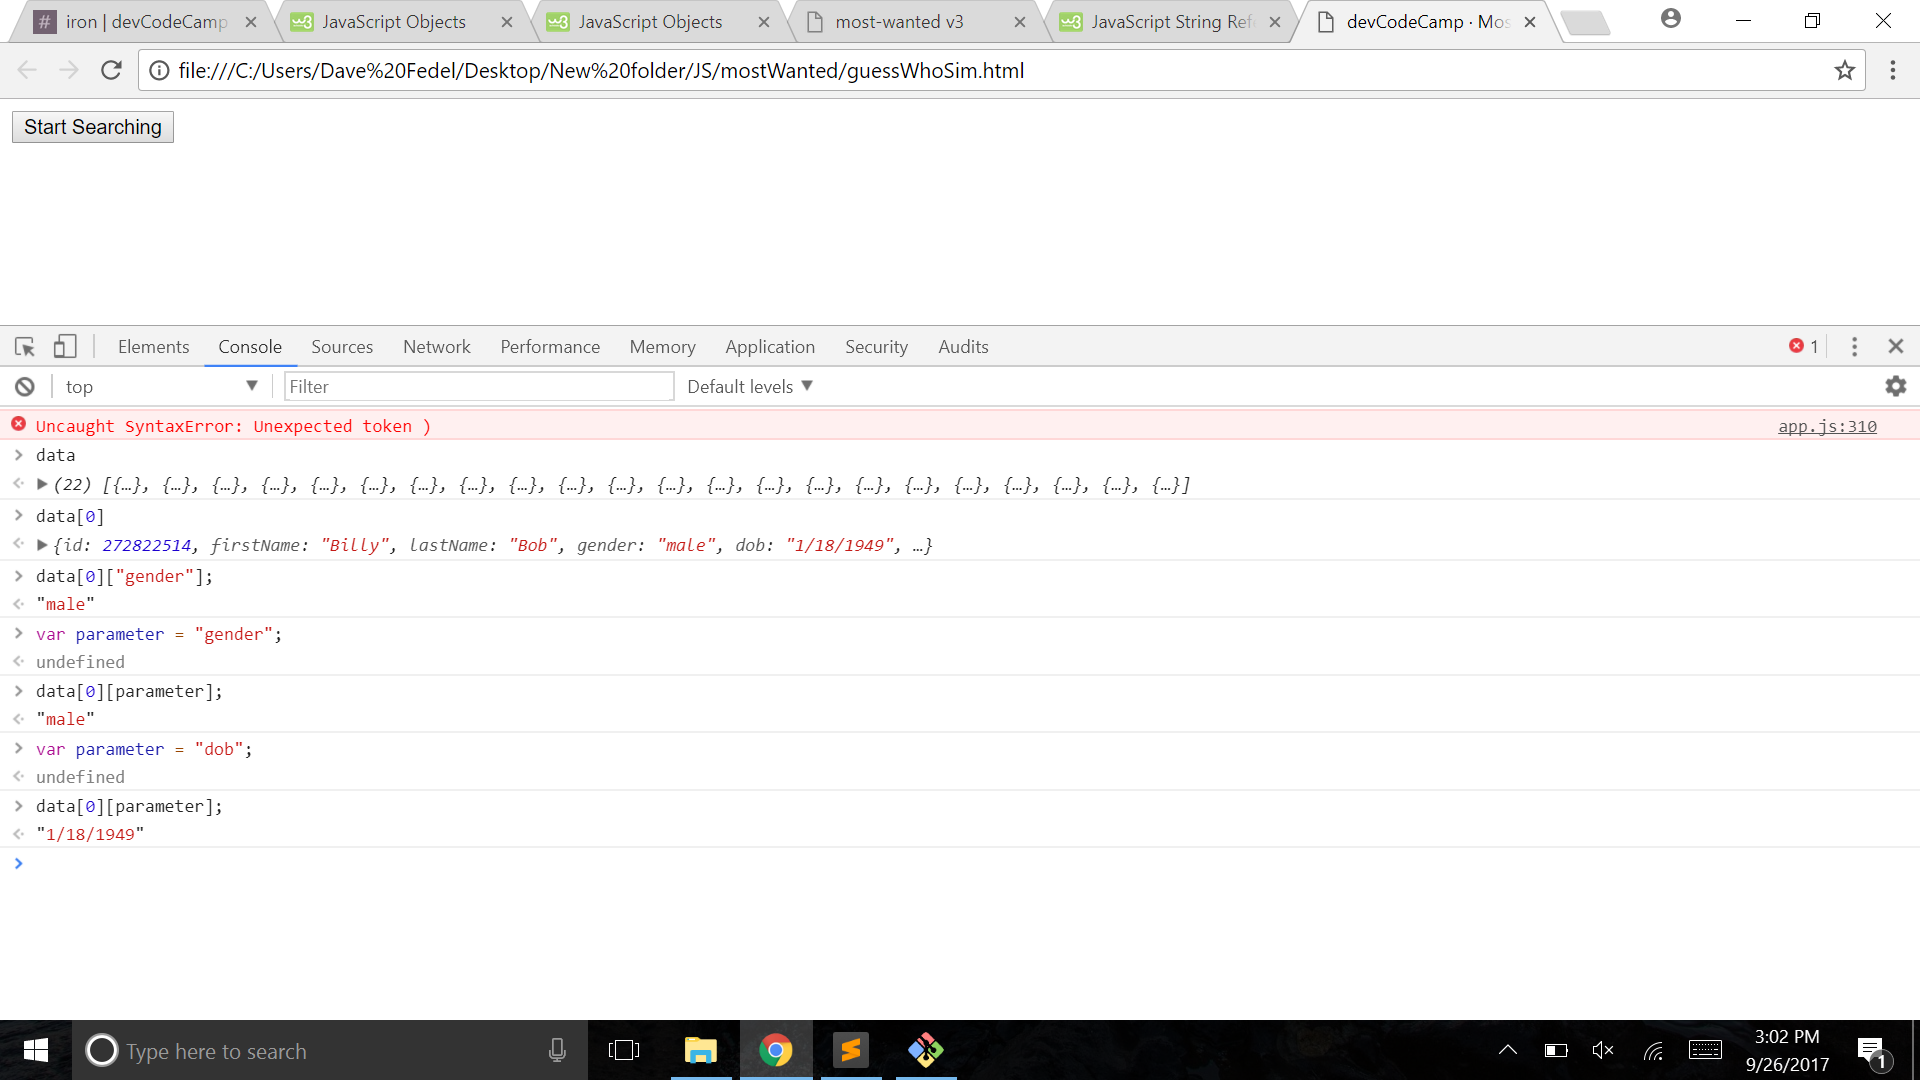 iron | devCodeCamp
JavaScript Objects
JavaScript Objects
most-wanted v3
JavaScript String Ref
devCodeCamp · Mos
file:///C:/Users/Dave%20Fedel/Desktop/New%20folder/JS/mostWanted/guessWhoSim.html
Start Searching
Elements Console Sources Network Performance Memory Application Security Audits 1
top Filter Default levels
Uncaught SyntaxError: Unexpected token ) app.js:310
data
(22) [{…}, {…}, {…}, {…}, {…}, {…}, {…}, {…}, {…}, {…}, {…}, {…}, {…}, {…}, {…}, {…}, {…}, {…}, {…}, {…}, {…}, {…}]
data[0]
{id: 272822514, firstName: "Billy", lastName: "Bob", gender: "male", dob: "1/18/1949", …}
data[0]["gender"];
"male"
var parameter = "gender";
undefined
data[0][parameter];
"male"
var parameter = "dob";
undefined
data[0][parameter];
"1/18/1949"
Type here to search
3:02 PM
9/26/2017
1